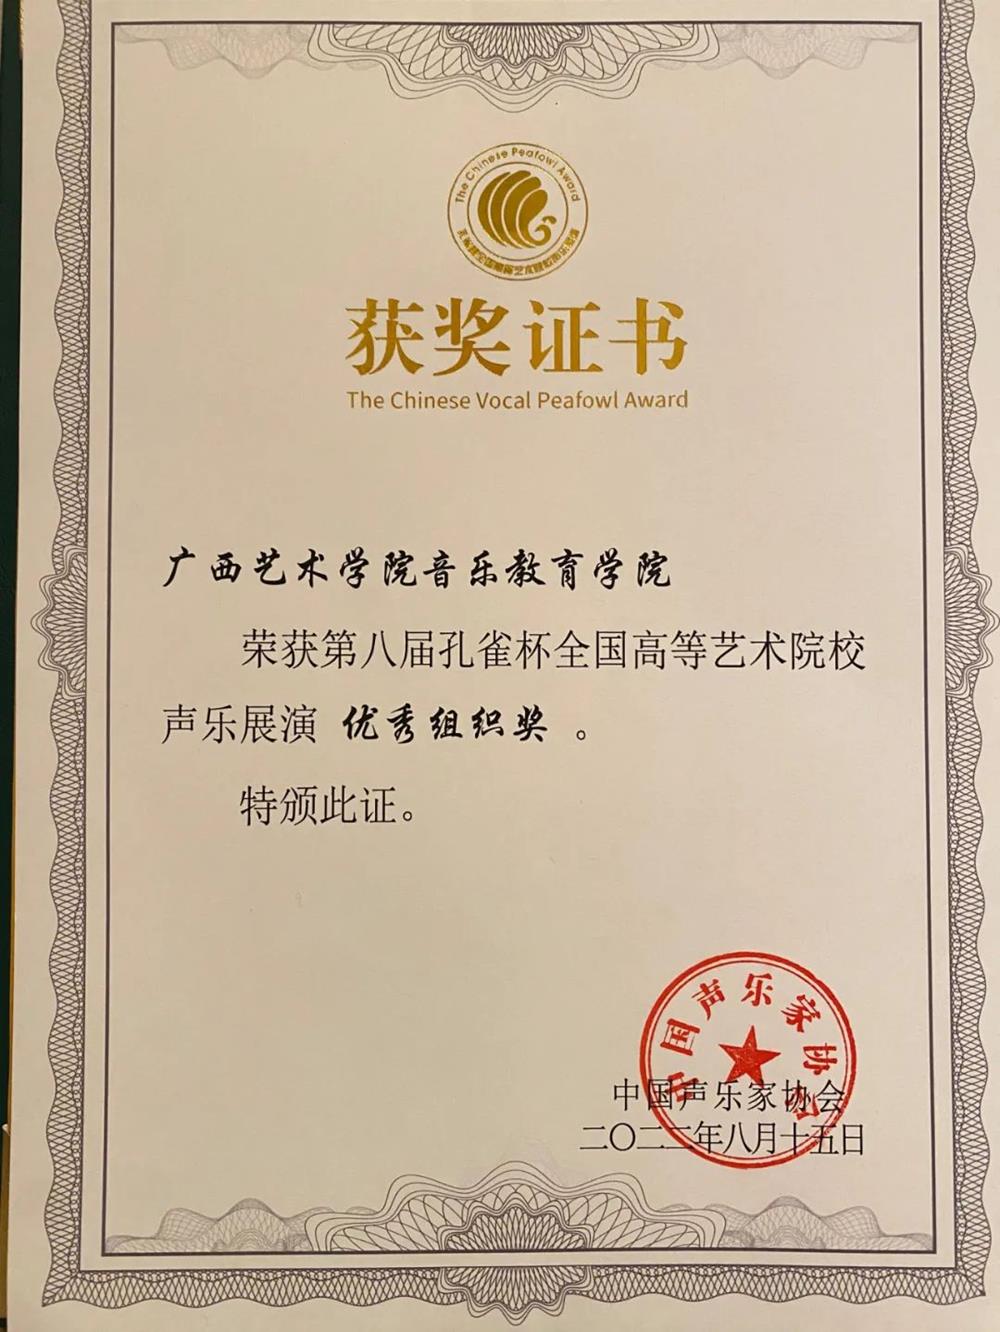 The Chinese Peafowl Award
获奖证书
The Chinese Vocal Peafowl Award
广西艺术学院音乐教育学院
荣获第八届孔雀杯全国高等艺术院校
声乐展演 优秀组织奖 。
特颁此证。
中国声乐家协会
中国声乐家协会
二〇二二年八月十五日